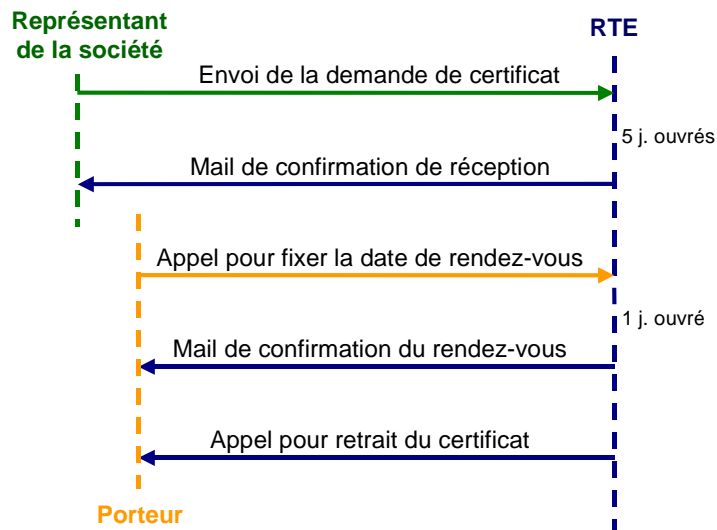 Représentant
de la société
RTE
Envoi de la demande de certificat
5 j. ouvrés
Mail de confirmation de réception
Appel pour fixer la date de rendez-vous
1 j. ouvré
Mail de confirmation du rendez-vous
Appel pour retrait du certificat
Porteur